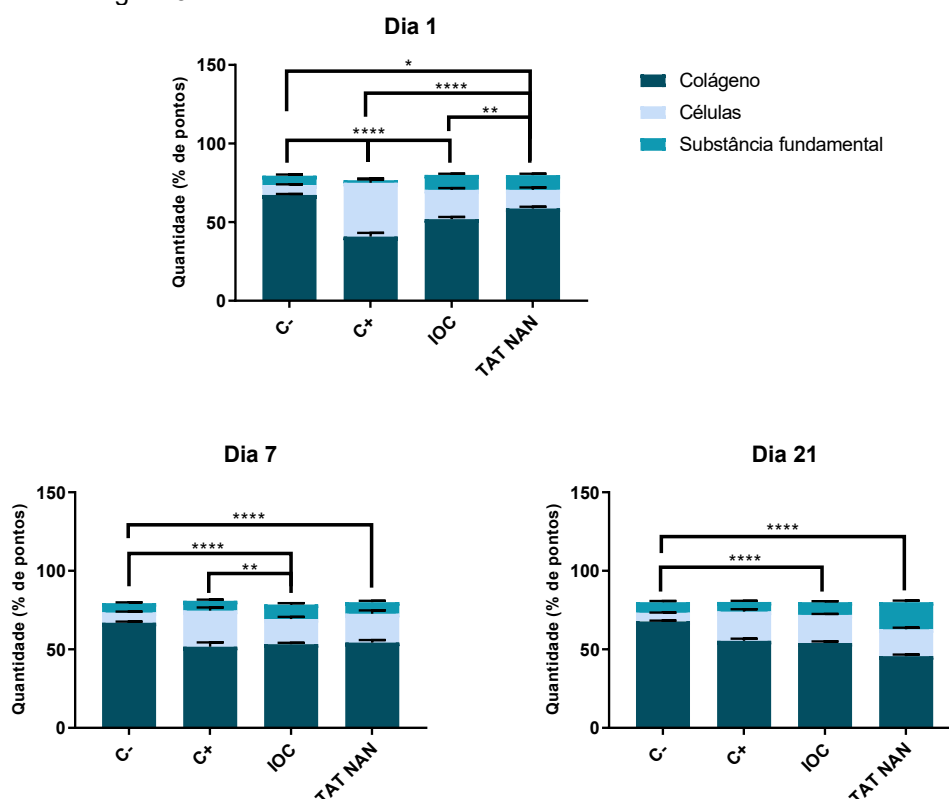 Dia 1
Quantidade (% de pontos)
150
100
50
0
*
****
**
****
C-
C+
IOC
TAT NAN
Colágeno
Células
Substância fundamental
Dia 7
Quantidade (% de pontos)
150
100
50
0
****
****
**
C-
C+
IOC
TAT NAN
Dia 21
Quantidade (% de pontos)
150
100
50
0
****
****
C-
C+
IOC
TAT NAN